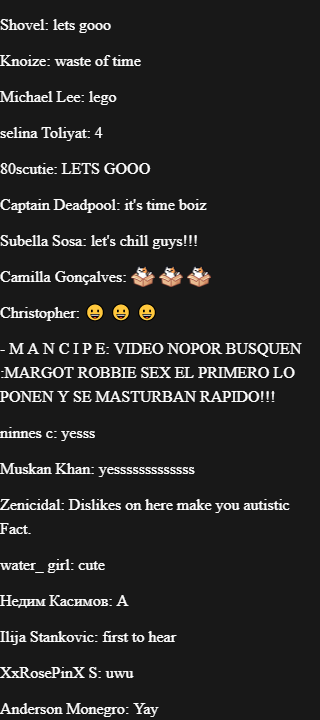 Shovel: lets gooo
Knoize: waste of time
Michael Lee: lego
selina Toliyat: 4
80scutie: LETS GOOO
Captain Deadpool: it's time boiz
Subella Sosa: let's chill guys!!!
Camilla Gonçalves:
Christopher: 😀 😀 😀
- M A N C I P E: VIDEO NOPOR BUSQUEN
:MARGOT ROBBIE SEX EL PRIMERO LO
PONEN Y SE MASTURBAN RAPIDO!!!
ninnes c: yesss
Muskan Khan: yesssssssssssss
Zenicidal: Dislikes on here make you autistic
Fact.
water_ girl: cute
Недим Касимов: А
Ilija Stankovic: first to hear
XxRosePinX S: uwu
Anderson Monegro: Yay